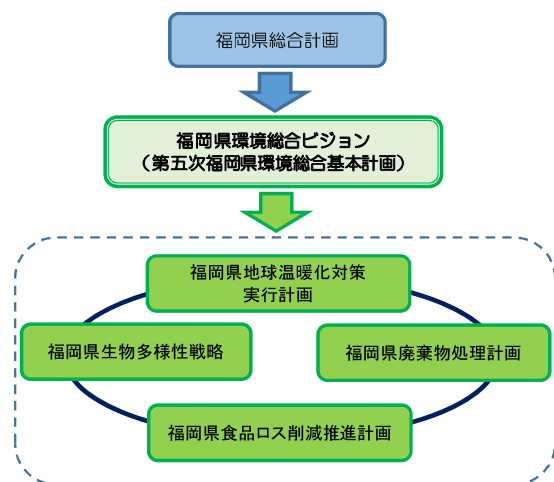 福岡県総合計画
福岡県環境総合ビジョン
（第五次福岡県環境総合基本計画）
福岡県地球温暖化対策
実行計画
福岡県生物多様性戦略
福岡県廃棄物処理計画
福岡県食品ロス削減推進計画